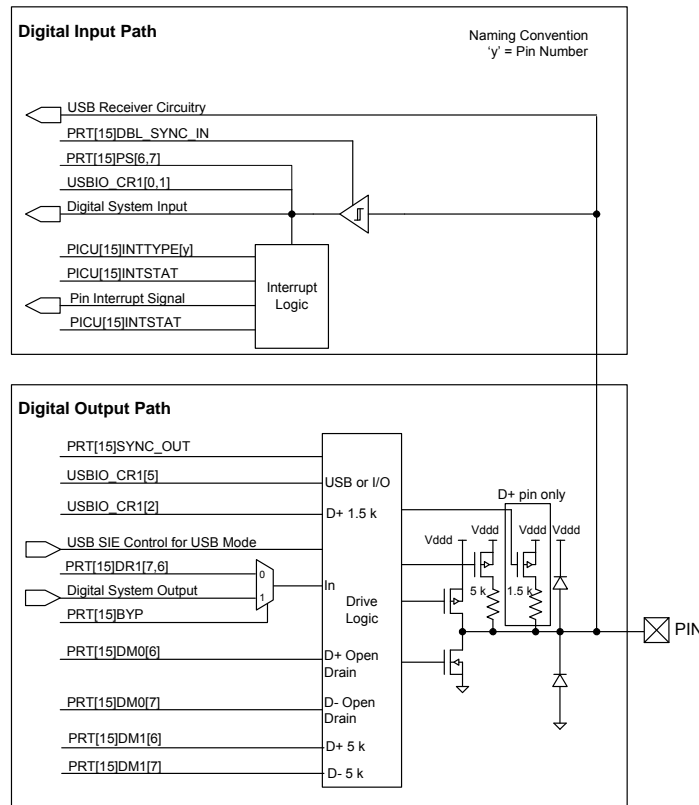 Digital Input Path
Naming Convention
‘y’ = Pin Number
USB Receiver Circuitry
PRT[15]DBL_SYNC_IN
PRT[15]PS[6,7]
USBIO_CR1[0,1]
Digital System Input
PICU[15]INTTYPE[y]
PICU[15]INTSTAT
Pin Interrupt Signal
PICU[15]INTSTAT
Interrupt
Logic
Digital Output Path
PRT[15]SYNC_OUT
USBIO_CR1[5]
USB or I/O
USBIO_CR1[2]
D+ 1.5 k
D+ pin only
USB SIE Control for USB Mode
Vddd
Vddd
Vddd
Vddd
PRT[15]DR1[7,6]
0
Digital System Output
1
In
PRT[15]BYP
Drive
Logic
5 k
1.5 k
PIN
PRT[15]DM0[6]
D+ Open
Drain
PRT[15]DM0[7]
D- Open
Drain
PRT[15]DM1[6]
D+ 5 k
PRT[15]DM1[7]
D- 5 k